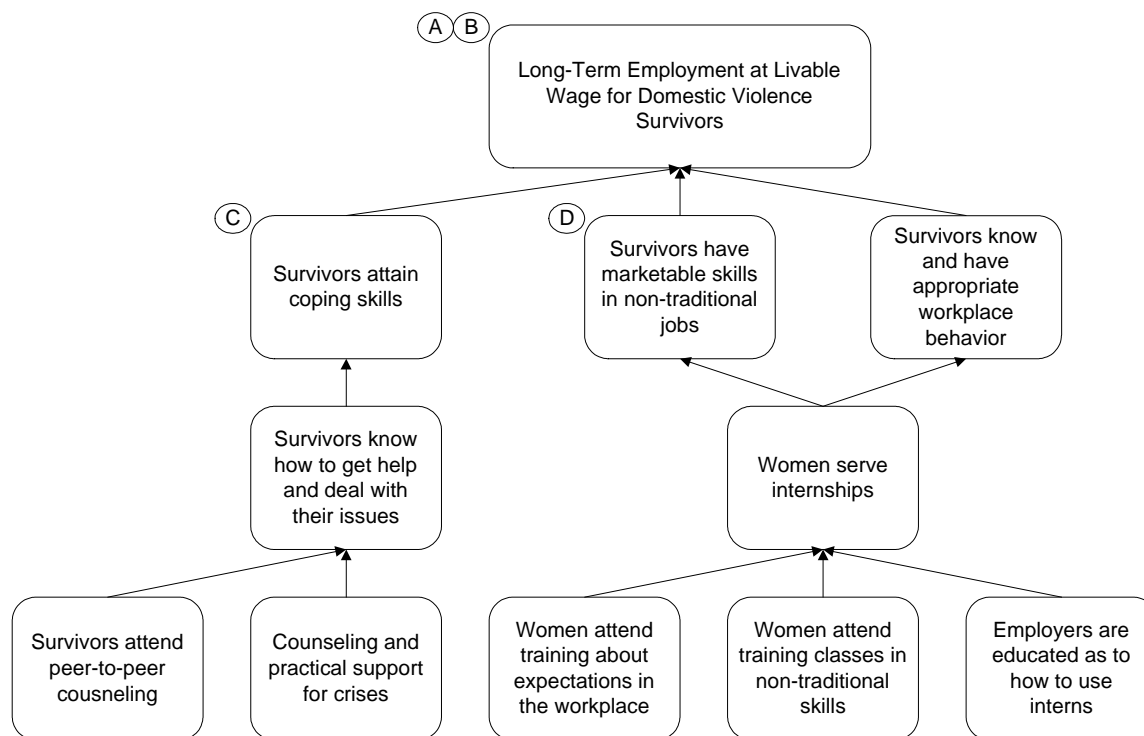 A B
Long-Term Employment at Livable
Wage for Domestic Violence
Survivors
C
Survivors attain
coping skills
D
Survivors have
marketable skills
in non-traditional
jobs
Survivors know
and have
appropriate
workplace
behavior
Survivors know
how to get help
and deal with
their issues
Women serve
internships
Survivors attend
peer-to-peer
cousneling
Counseling and
practical support
for crises
Women attend
training about
expectations in
the workplace
Women attend
training classes in
non-traditional
skills
Employers are
educated as to
how to use
interns